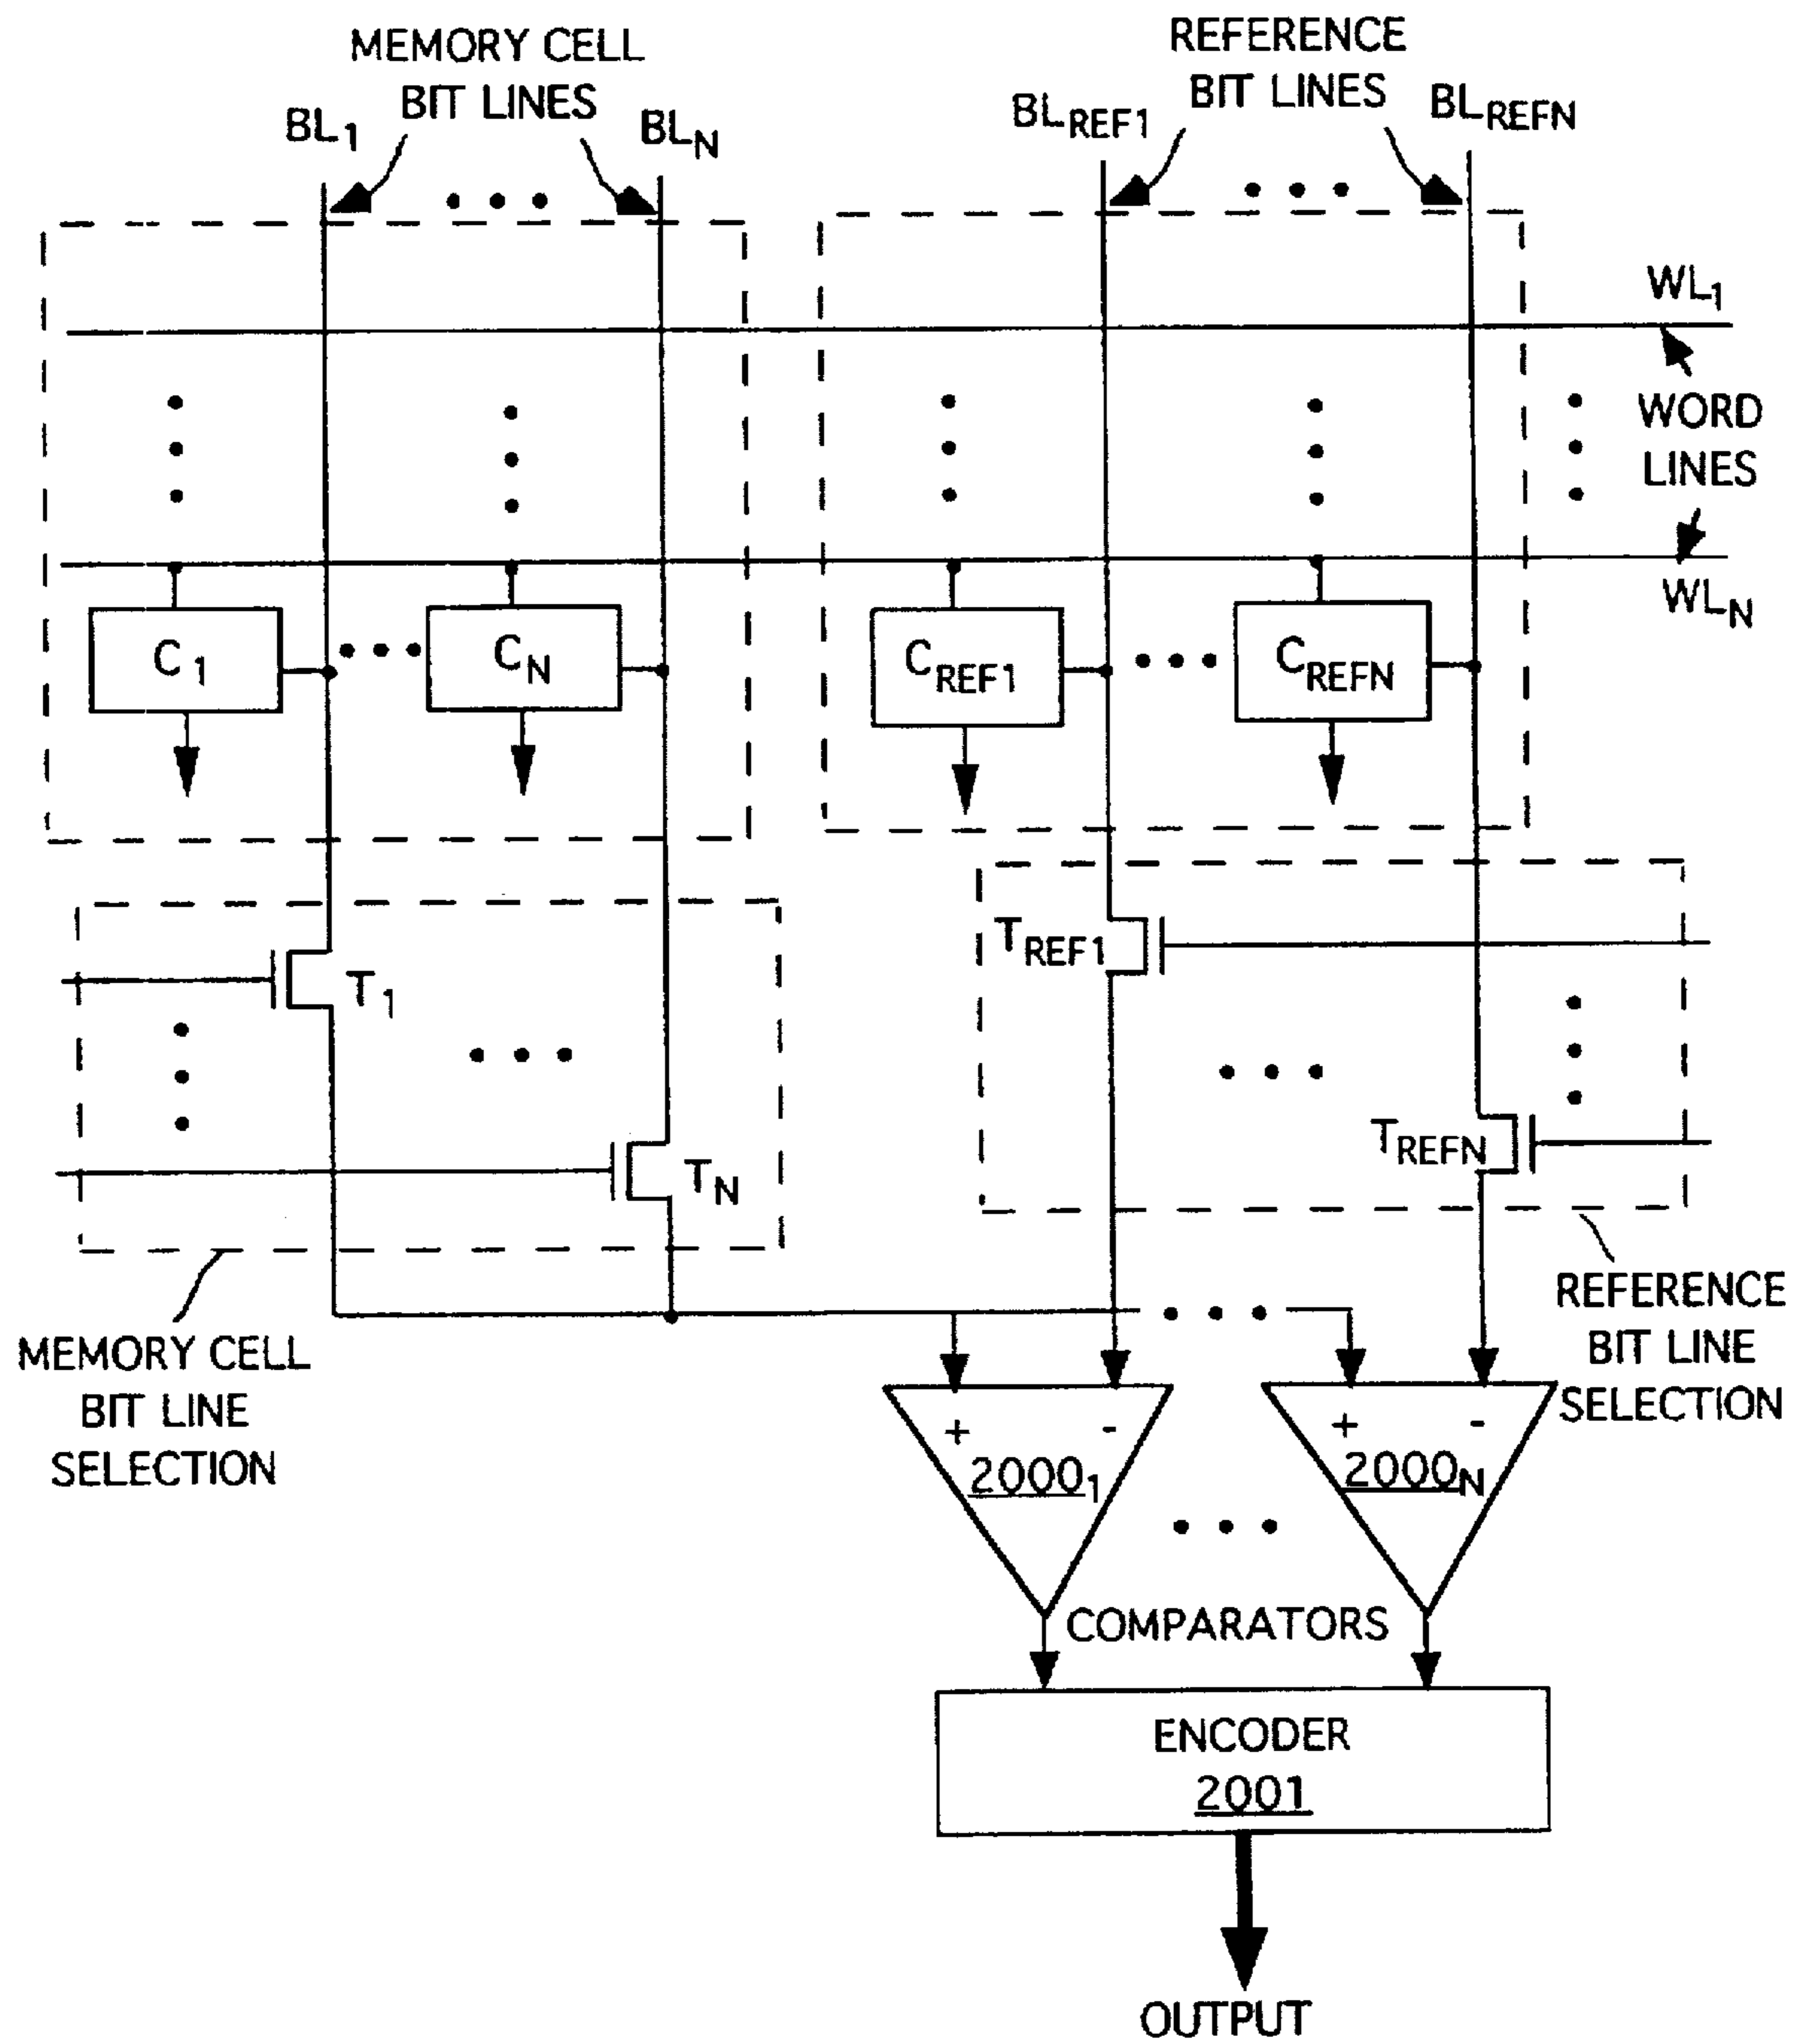 MEMORY CELL
BIT LINES
REFERENCE
BIT LINES
BL1
BLN
BLREF1
BLREFN
WL1
WORD
LINES
WLN
C1
CN
CREF1
CREFN
T1
TN
TREF1
TREFN
MEMORY CELL
BIT LINE
SELECTION
REFERENCE
BIT LINE
SELECTION
+ -
20001
+ -
2000N
COMPARATORS
ENCODER
2001
OUTPUT